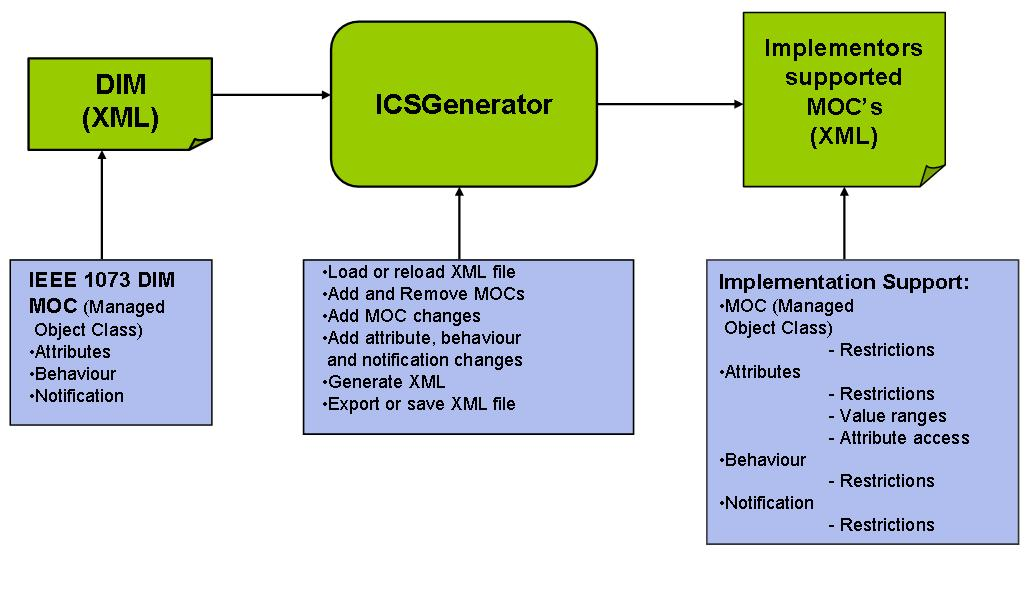 DIM
(XML)
ICSGenerator
Implementors
supported
MOC's
(XML)
IEEE 1073 DIM
MOC (Managed
Object Class)
•Attributes
•Behaviour
•Notification
•Load or reload XML file
•Add and Remove MOCs
•Add MOC changes
•Add attribute, behaviour
and notification changes
•Generate XML
•Export or save XML file
Implementation Support:
•MOC (Managed
Object Class)
- Restrictions
•Attributes
- Restrictions
- Value ranges
- Attribute access
•Behaviour
- Restrictions
•Notification
- Restrictions